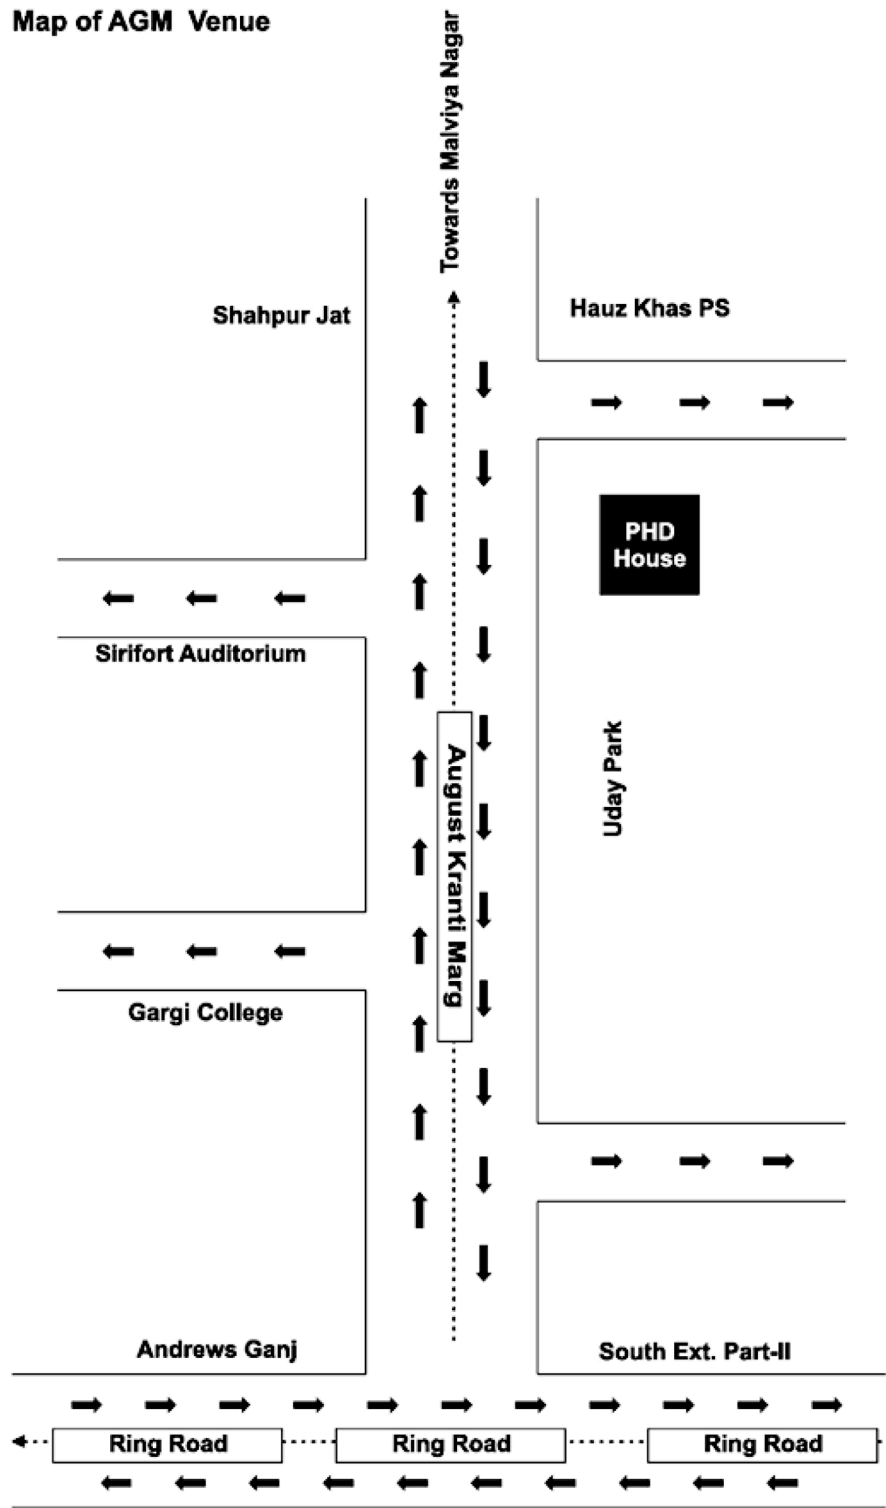 Map of AGM Venue
Towards Malviya Nagar
Shahpur Jat
Hauz Khas PS
PHD
House
Sirifort Auditorium
Uday Park
August Kranti Marg
Gargi College
Andrews Ganj
South Ext. Part-II
Ring Road
Ring Road
Ring Road